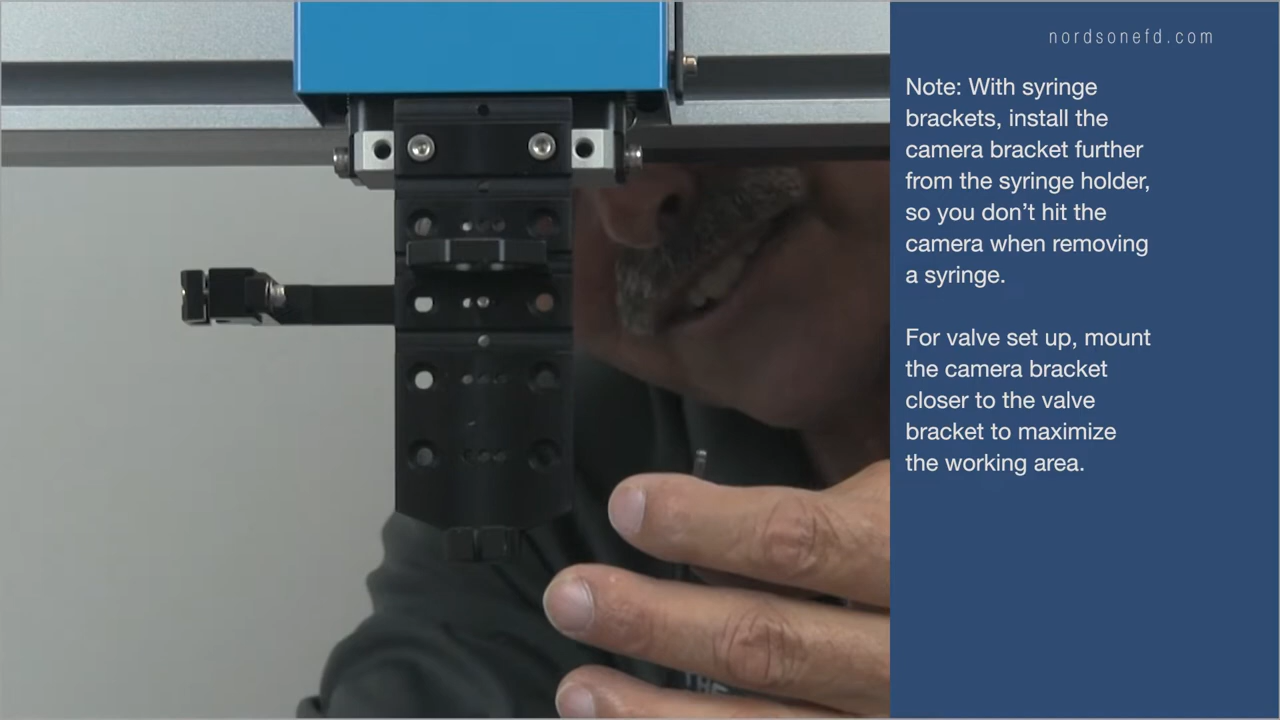 nordsonefd.com
Note: With syringe
brackets, install the
camera bracket further
from the syringe holder,
so you don’t hit the
camera when removing
a syringe.
For valve set up, mount
the camera bracket
closer to the valve
bracket to maximize
the working area.
THE